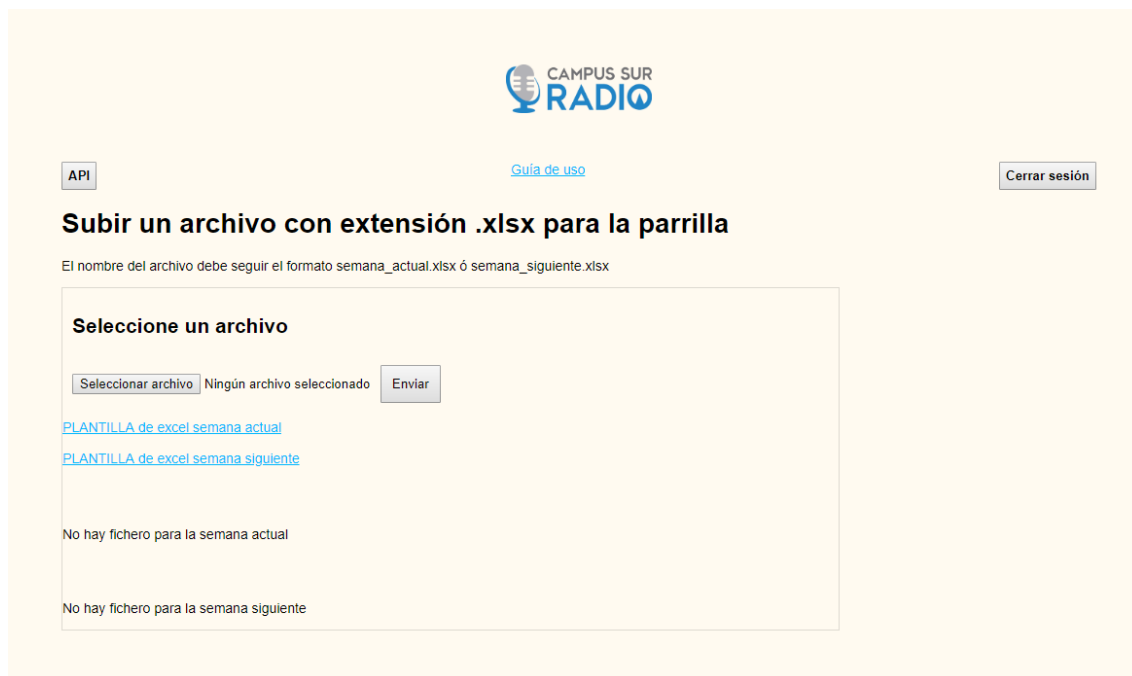 CAMPUS SUR
RADIO
API
Guía de uso
Cerrar sesión
Subir un archivo con extensión .xlsx para la parrilla
El nombre del archivo debe seguir el formato semana_actual.xlsx ó semana_siguiente.xlsx
Seleccione un archivo
Seleccionar archivo Ningún archivo seleccionado Enviar
PLANTILLA de excel semana actual
PLANTILLA de excel semana siguiente
No hay fichero para la semana actual
No hay fichero para la semana siguiente